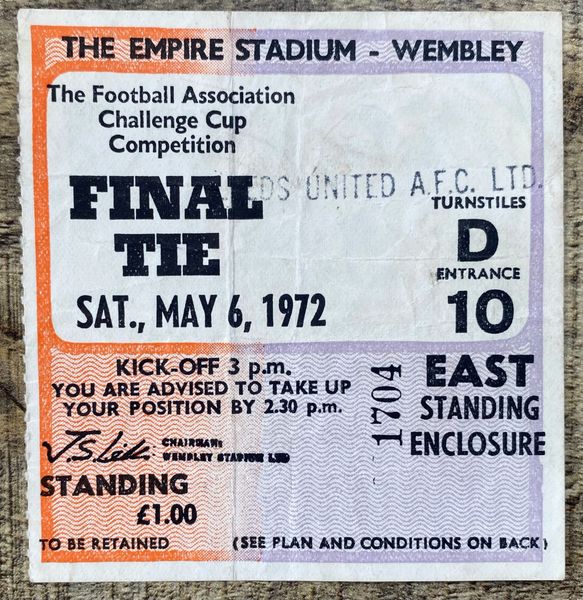 THE EMPIRE STADIUM - WEMBLEY
The Football Association
Challenge Cup
Competition
FINAL
TIE
SAT., MAY 6, 1972
UNITED A.F.C. LTD.
TURNSTILES
D
ENTRANCE
10
KICK-OFF 3 p.m.
YOU ARE ADVISED TO TAKE UP
YOUR POSITION BY 2.30 p.m.
1704
EAST
STANDING
ENCLOSURE
CHAIRMAN:
WEMBLEY STADIUM LTD
STANDING
£1.00
TO BE RETAINED
(SEE PLAN AND CONDITIONS ON BACK)